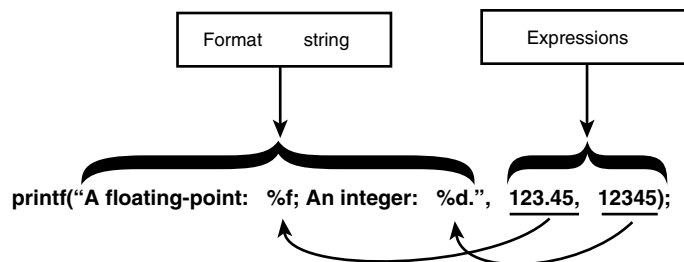 Format string
Expressions
printf(“A floating-point: %f; An integer: %d.”, 123.45, 12345);